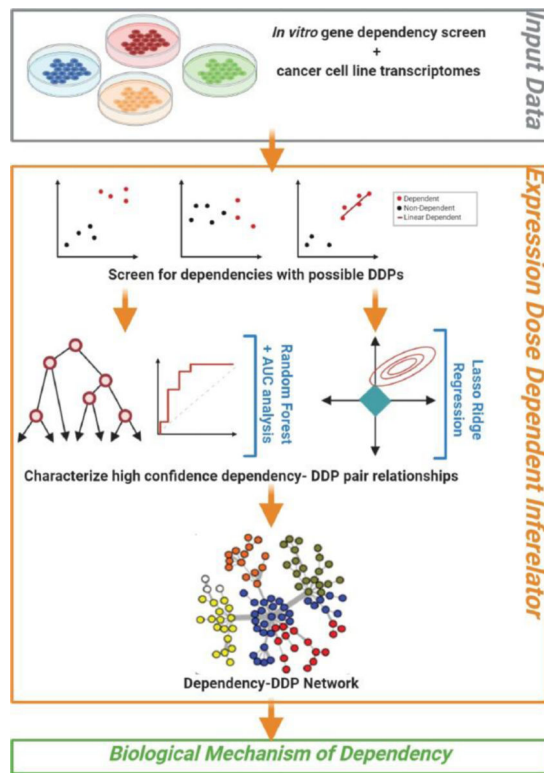 In vitro gene dependency screen
+
cancer cell line transcriptomes
Input Data
Dependent
Non-Dependent
Linear Dependent
Screen for dependencies with possible DDPs
Random Forest
+ AUC analysis
Lasso Ridge
Regression
Characterize high confidence dependency- DDP pair relationships
Dependency-DDP Network
Expression Dose Dependent Inferelator
Biological Mechanism of Dependency